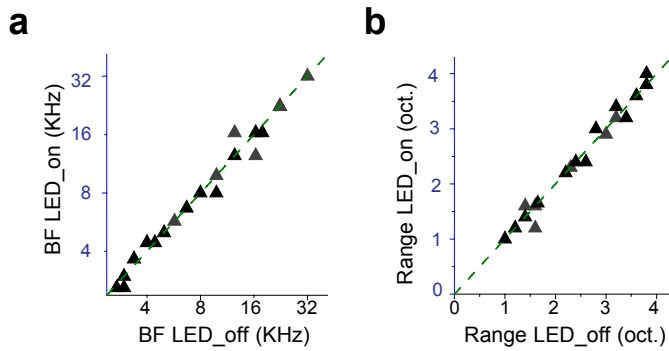 a
BF LED_on (KHz)
32
16
8
4
4 8 16 32
BF LED_off (KHz)
b
Range LED_on (oct.)
4
3
2
1
0
0 1 2 3 4
Range LED_off (oct.)